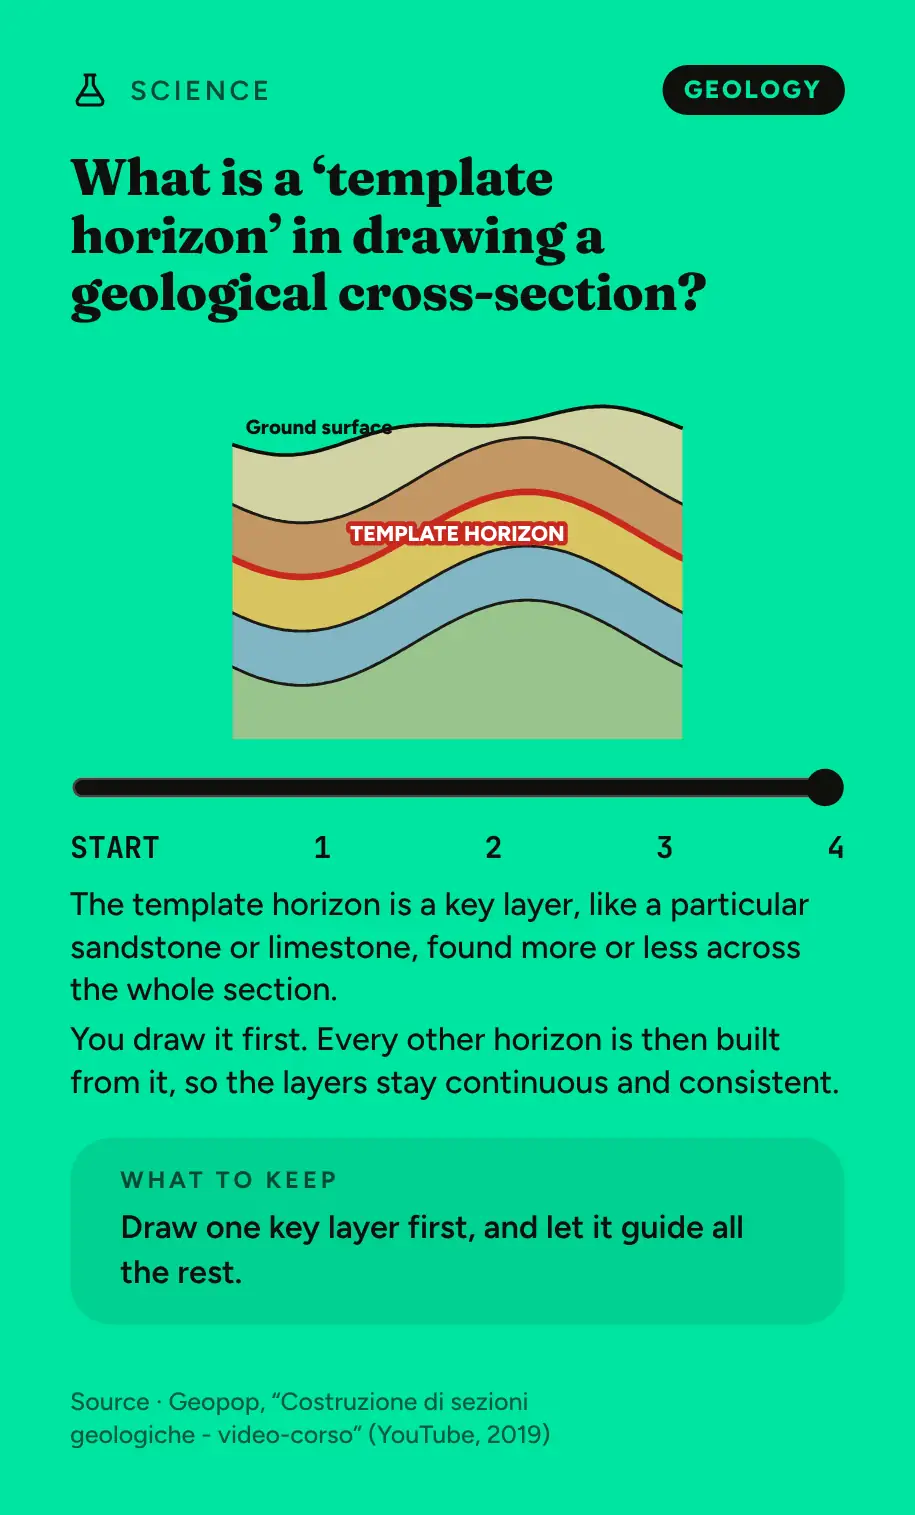 SCIENCE
GEOLOGY
What is a ‘template
horizon’ in drawing a
geological cross-section?
Ground surface
TEMPLATE HORIZON
START 1 2 3 4
The template horizon is a key layer, like a particular
sandstone or limestone, found more or less across
the whole section.
You draw it first. Every other horizon is then built
from it, so the layers stay continuous and consistent.
WHAT TO KEEP
Draw one key layer first, and let it guide all
the rest.
Source · Geopop, “Costruzione di sezioni
geologiche - video-corso” (YouTube, 2019)